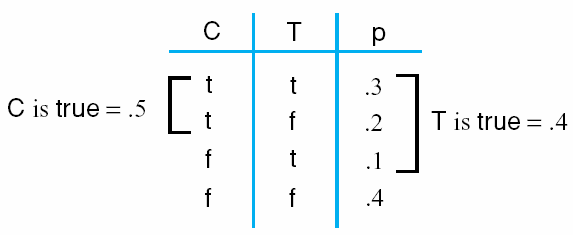 C T p
t t .3
C is true = .5 t f .2 T is true = .4
f t .1
f f .4